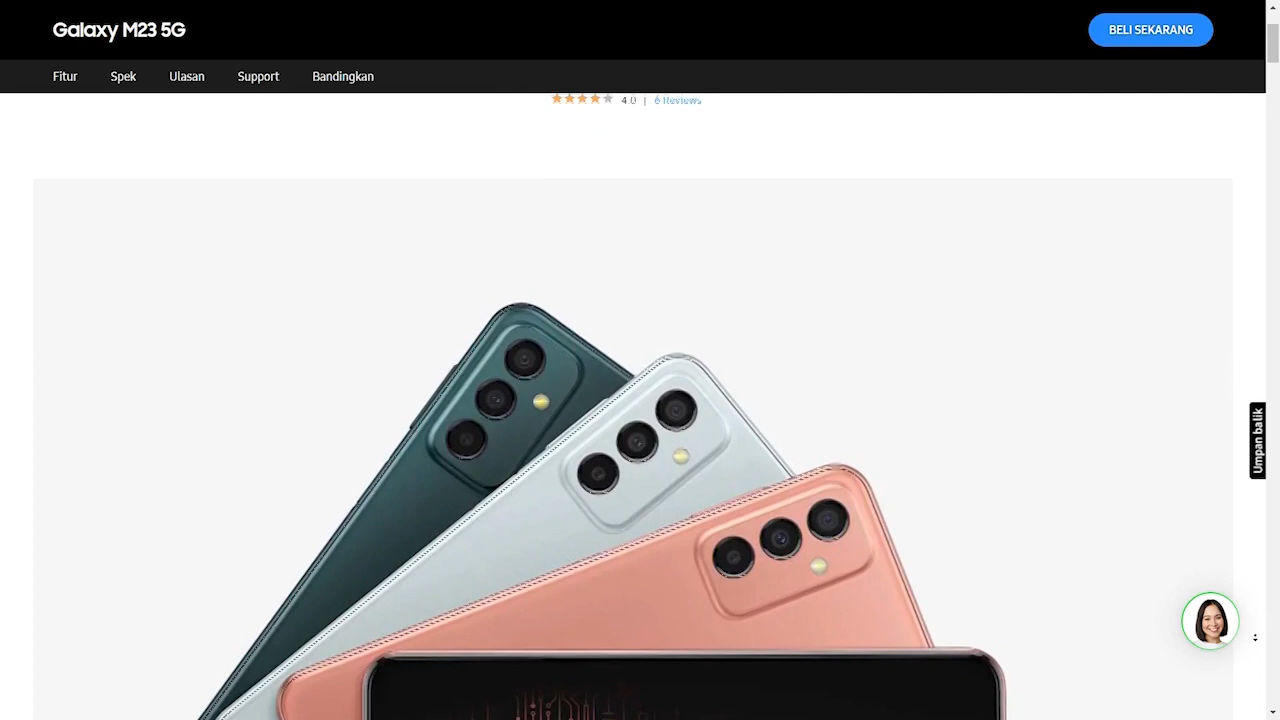 Galaxy M23 5G
BELI SEKARANG
Fitur Spek Ulasan Support Bandingkan
4.0 | 6 Reviews
Umpan balik